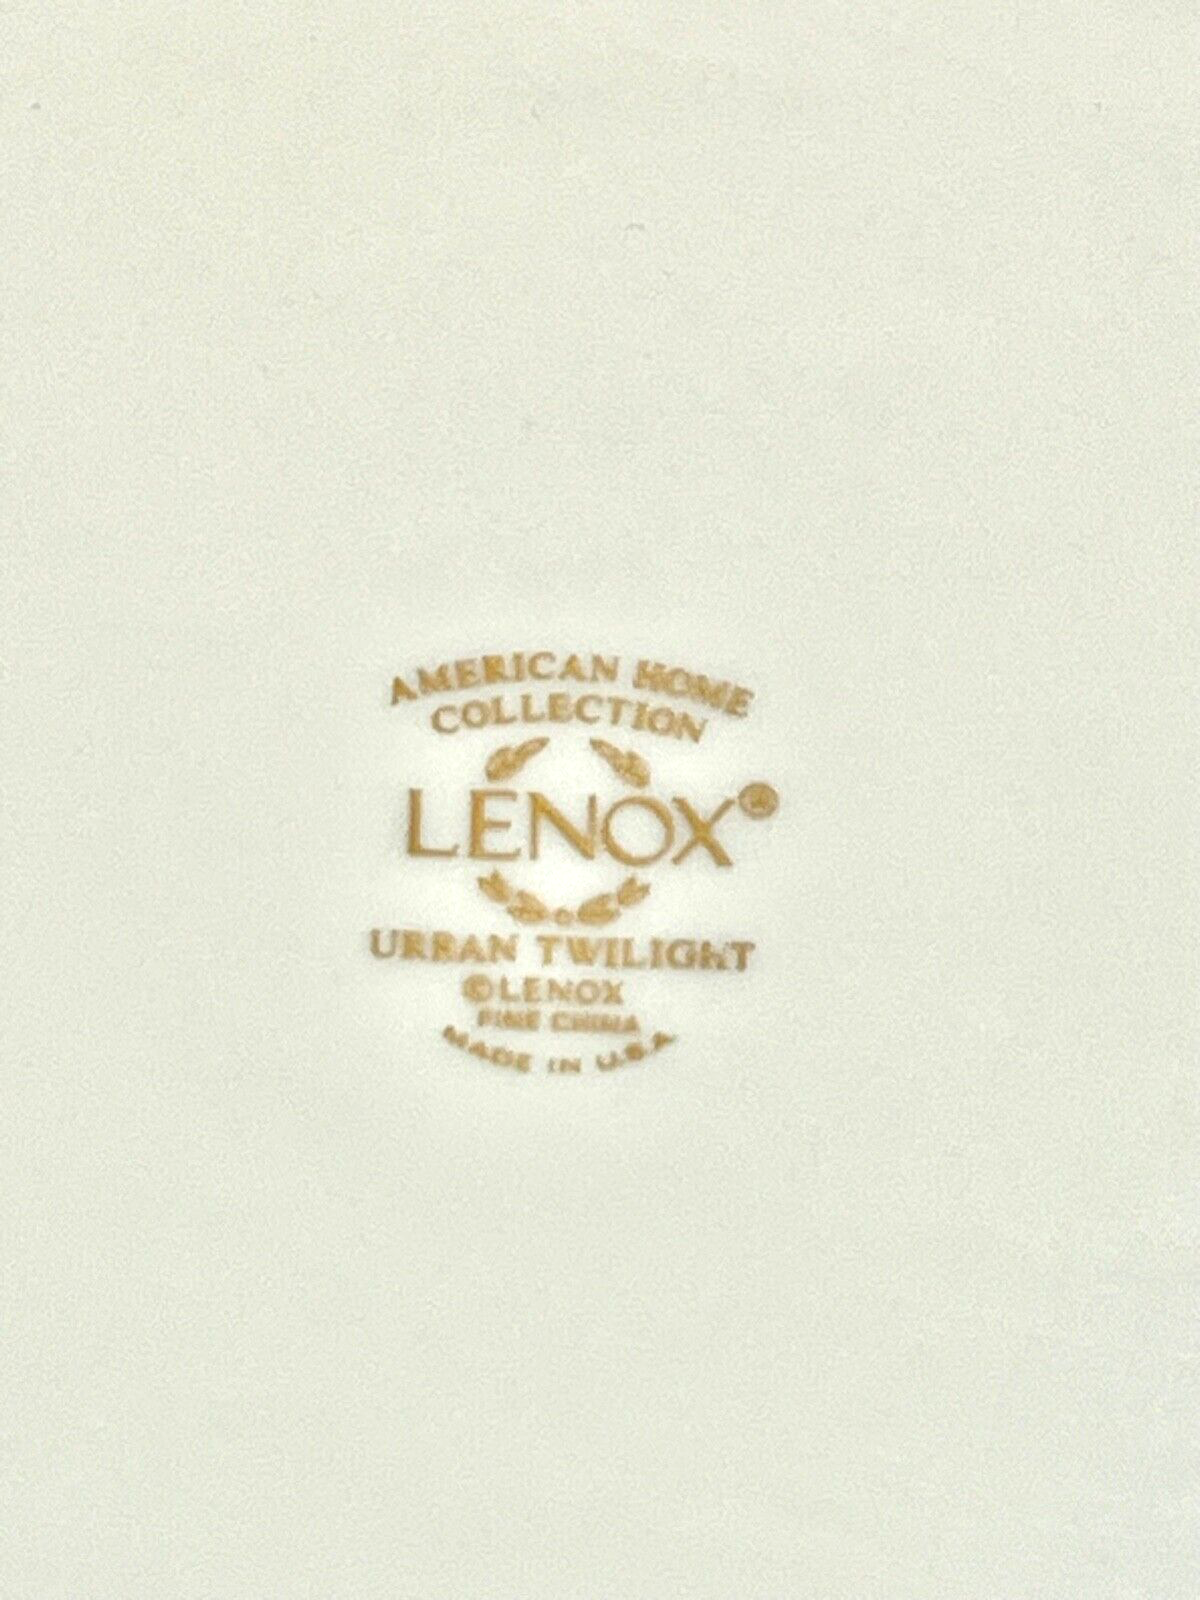 AMERICAN HOME
COLLECTION
LENOX®
URBAN TWILIGHT
©LENOX
FINE CHINA
MADE IN U.S.A.